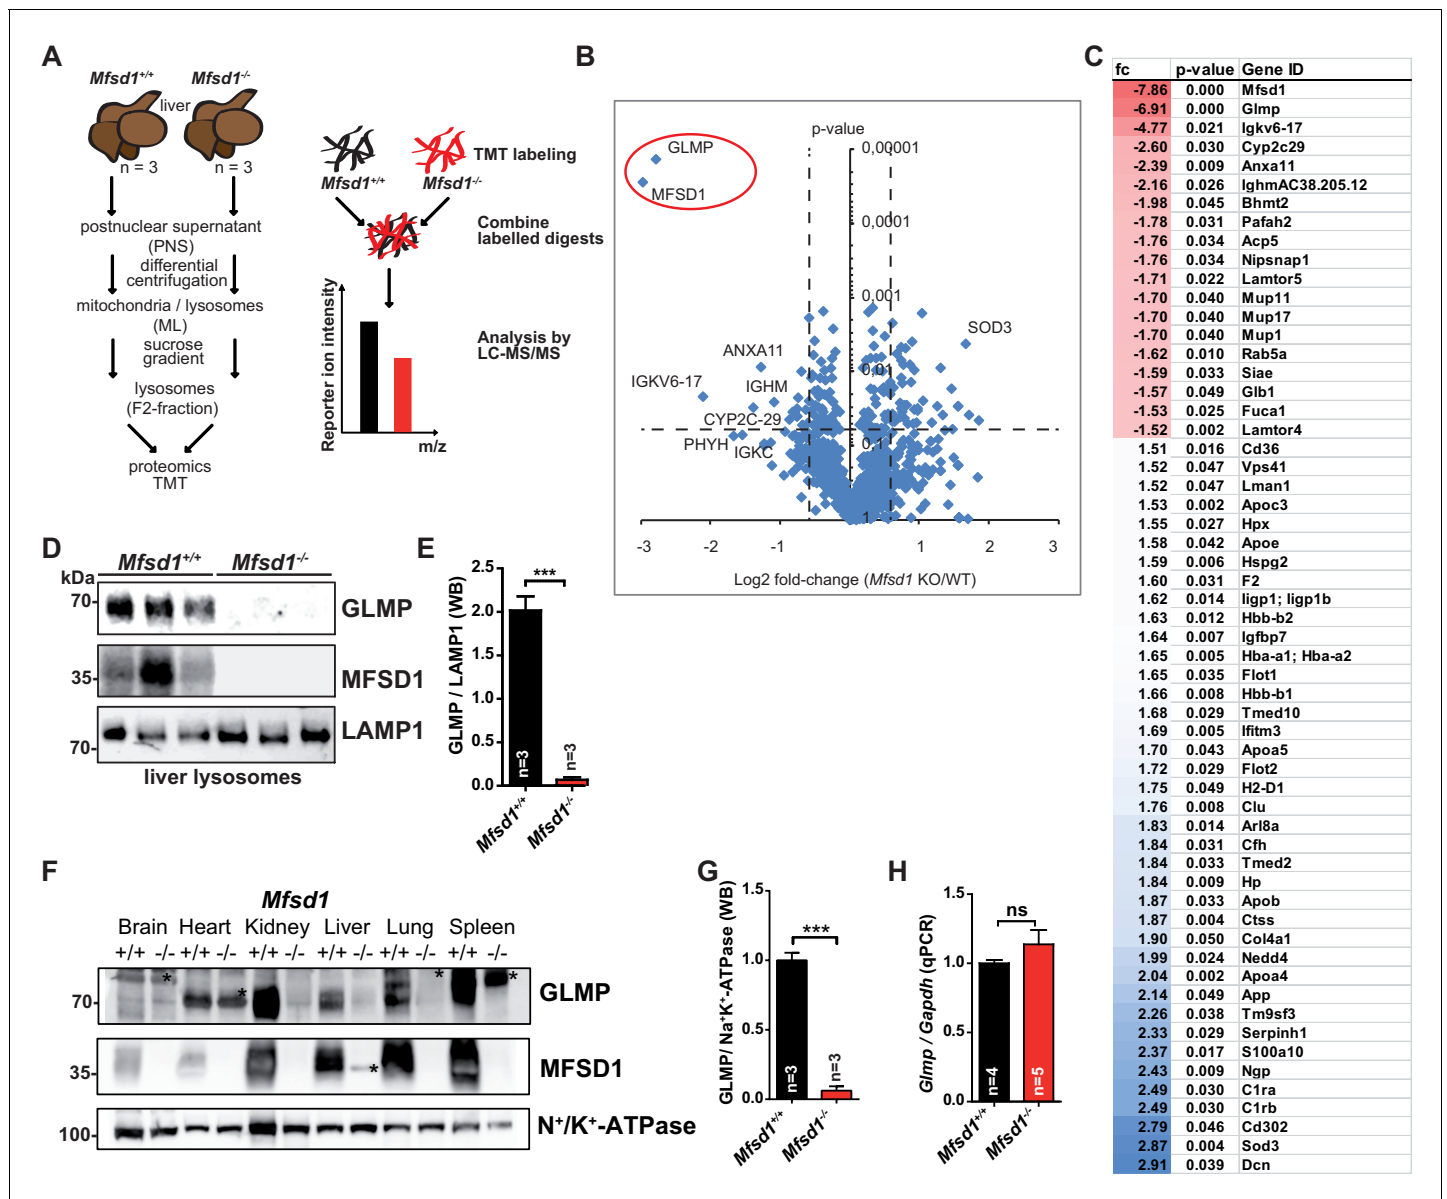 A
Mfsd1+/+ Mfsd1-/-
liver
n = 3 n = 3
postnuclear supernatant
(PNS)
differential
centrifugation
mitochondria / lysosomes
(ML)
sucrose
gradient
lysosomes
(F2-fraction)
proteomics
TMT
TMT labeling
Mfsd1+/+ Mfsd1-/-
Combine
labelled digests
Analysis by
LC-MS/MS
Reporter ion intensity
m/z
B
p-value
0,00001
0,0001
0,001
0,01
0,1
1
GLMP
MFSD1
SOD3
ANXA11
IGKV6-17
IGHM
CYP2C-29
PHYH
IGKC
-3 -2 -1 1 2 3
Log2 fold-change (Mfsd1 KO/WT)
C
fc p-value Gene ID
-7.86 0.000 Mfsd1
-6.91 0.000 Glmp
-4.77 0.021 Igkv6-17
-2.60 0.030 Cyp2c29
-2.39 0.009 Anxa11
-2.16 0.026 IghmAC38.205.12
-1.98 0.045 Bhmt2
-1.78 0.031 Pafah2
-1.76 0.034 Acp5
-1.76 0.034 Nipsnap1
-1.71 0.022 Lamtor5
-1.70 0.040 Mup11
-1.70 0.040 Mup17
-1.70 0.040 Mup1
-1.62 0.010 Rab5a
-1.59 0.033 Siae
-1.57 0.049 Glb1
-1.53 0.025 Fuca1
-1.52 0.002 Lamtor4
1.51 0.016 Cd36
1.52 0.047 Vps41
1.52 0.047 Lman1
1.53 0.002 Apoc3
1.55 0.027 Hpx
1.58 0.042 Apoe
1.59 0.006 Hspg2
1.60 0.031 F2
1.62 0.014 Iigp1; Iigp1b
1.63 0.012 Hbb-b2
1.64 0.007 Igfbp7
1.65 0.005 Hba-a1; Hba-a2
1.65 0.035 Flot1
1.66 0.008 Hbb-b1
1.68 0.029 Tmed10
1.69 0.005 Ifitm3
1.70 0.043 Apoa5
1.72 0.029 Flot2
1.75 0.049 H2-D1
1.76 0.008 Clu
1.83 0.014 Arl8a
1.84 0.031 Cfh
1.84 0.033 Tmed2
1.84 0.009 Hp
1.87 0.033 Apob
1.87 0.004 Ctss
1.90 0.050 Col4a1
1.99 0.024 Nedd4
2.04 0.002 Apoa4
2.14 0.049 App
2.26 0.038 Tm9sf3
2.33 0.029 Serpinh1
2.37 0.017 S100a10
2.43 0.009 Ngp
2.49 0.030 C1ra
2.49 0.030 C1rb
2.79 0.046 Cd302
2.87 0.004 Sod3
2.91 0.039 Dcn
D
Mfsd1+/+ Mfsd1-/-
kDa
70- GLMP
35- MFSD1
70- LAMP1
liver lysosomes
E
GLMP / LAMP1 (WB)
2.5
2.0
1.5
1.0
0.5
0.0
***
n=3 n=3
Mfsd1+/+ Mfsd1-/-
F
Mfsd1
Brain Heart Kidney Liver Lung Spleen
+/+ -/- +/+ -/- +/+ -/- +/+ -/- +/+ -/- +/+ -/-
* * * *
70- GLMP
35- * MFSD1
100- N+/K+-ATPase
G
GLMP/ Na+K+-ATPase (WB)
1.5
1.0
0.5
0.0
***
n=3 n=3
Mfsd1+/+ Mfsd1-/-
H
Glmp / Gapdh (qPCR)
1.5
1.0
0.5
0.0
ns
n=4 n=5
Mfsd1+/+ Mfsd1-/-